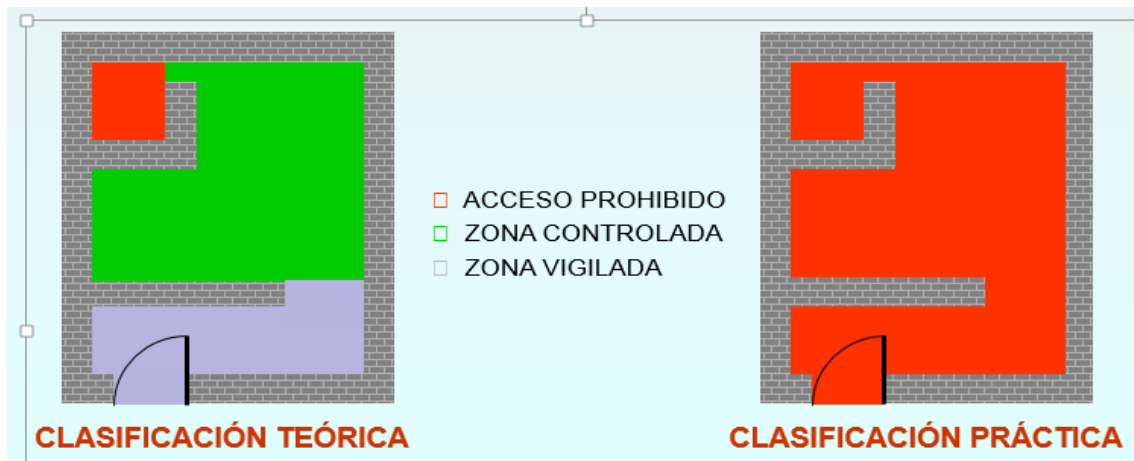 ACCESO PROHIBIDO
ZONA CONTROLADA
ZONA VIGILADA
CLASIFICACIÓN TEÓRICA
CLASIFICACIÓN PRÁCTICA